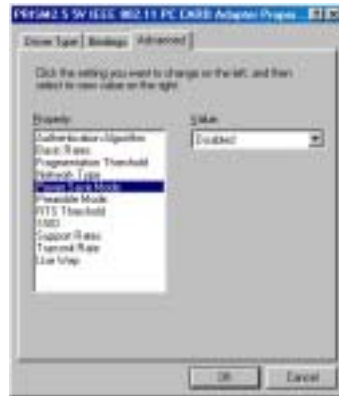 PRISM2.5 5V IEEE 802.11 PC CARD Adapter Proper
Driver Type
Bindings
Advanced
Click the setting you want to change on the left, and then
select its new value on the right.
Property:
Value:
Authentication Algorithm
Basic Rates
Fragmentation Threshold
Network Type
Power Save Mode
Preamble Mode
RTS Threshold
SSID
Support Rates
Transmit Rate
Disabled
OK
Cancel